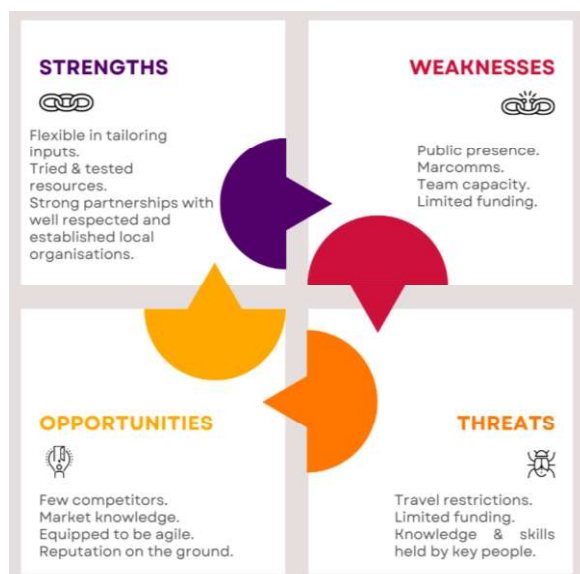 STRENGTHS
Flexible in tailoring
inputs.
Tried & tested
resources.
Strong partnerships with
well respected and
established local
organisations.
WEAKNESSES
Public presence.
Marcomms.
Team capacity.
Limited funding.
OPPORTUNITIES
Few competitors.
Market knowledge.
Equipped to be agile.
Reputation on the ground.
THREATS
Travel restrictions.
Limited funding.
Knowledge & skills
held by key people.